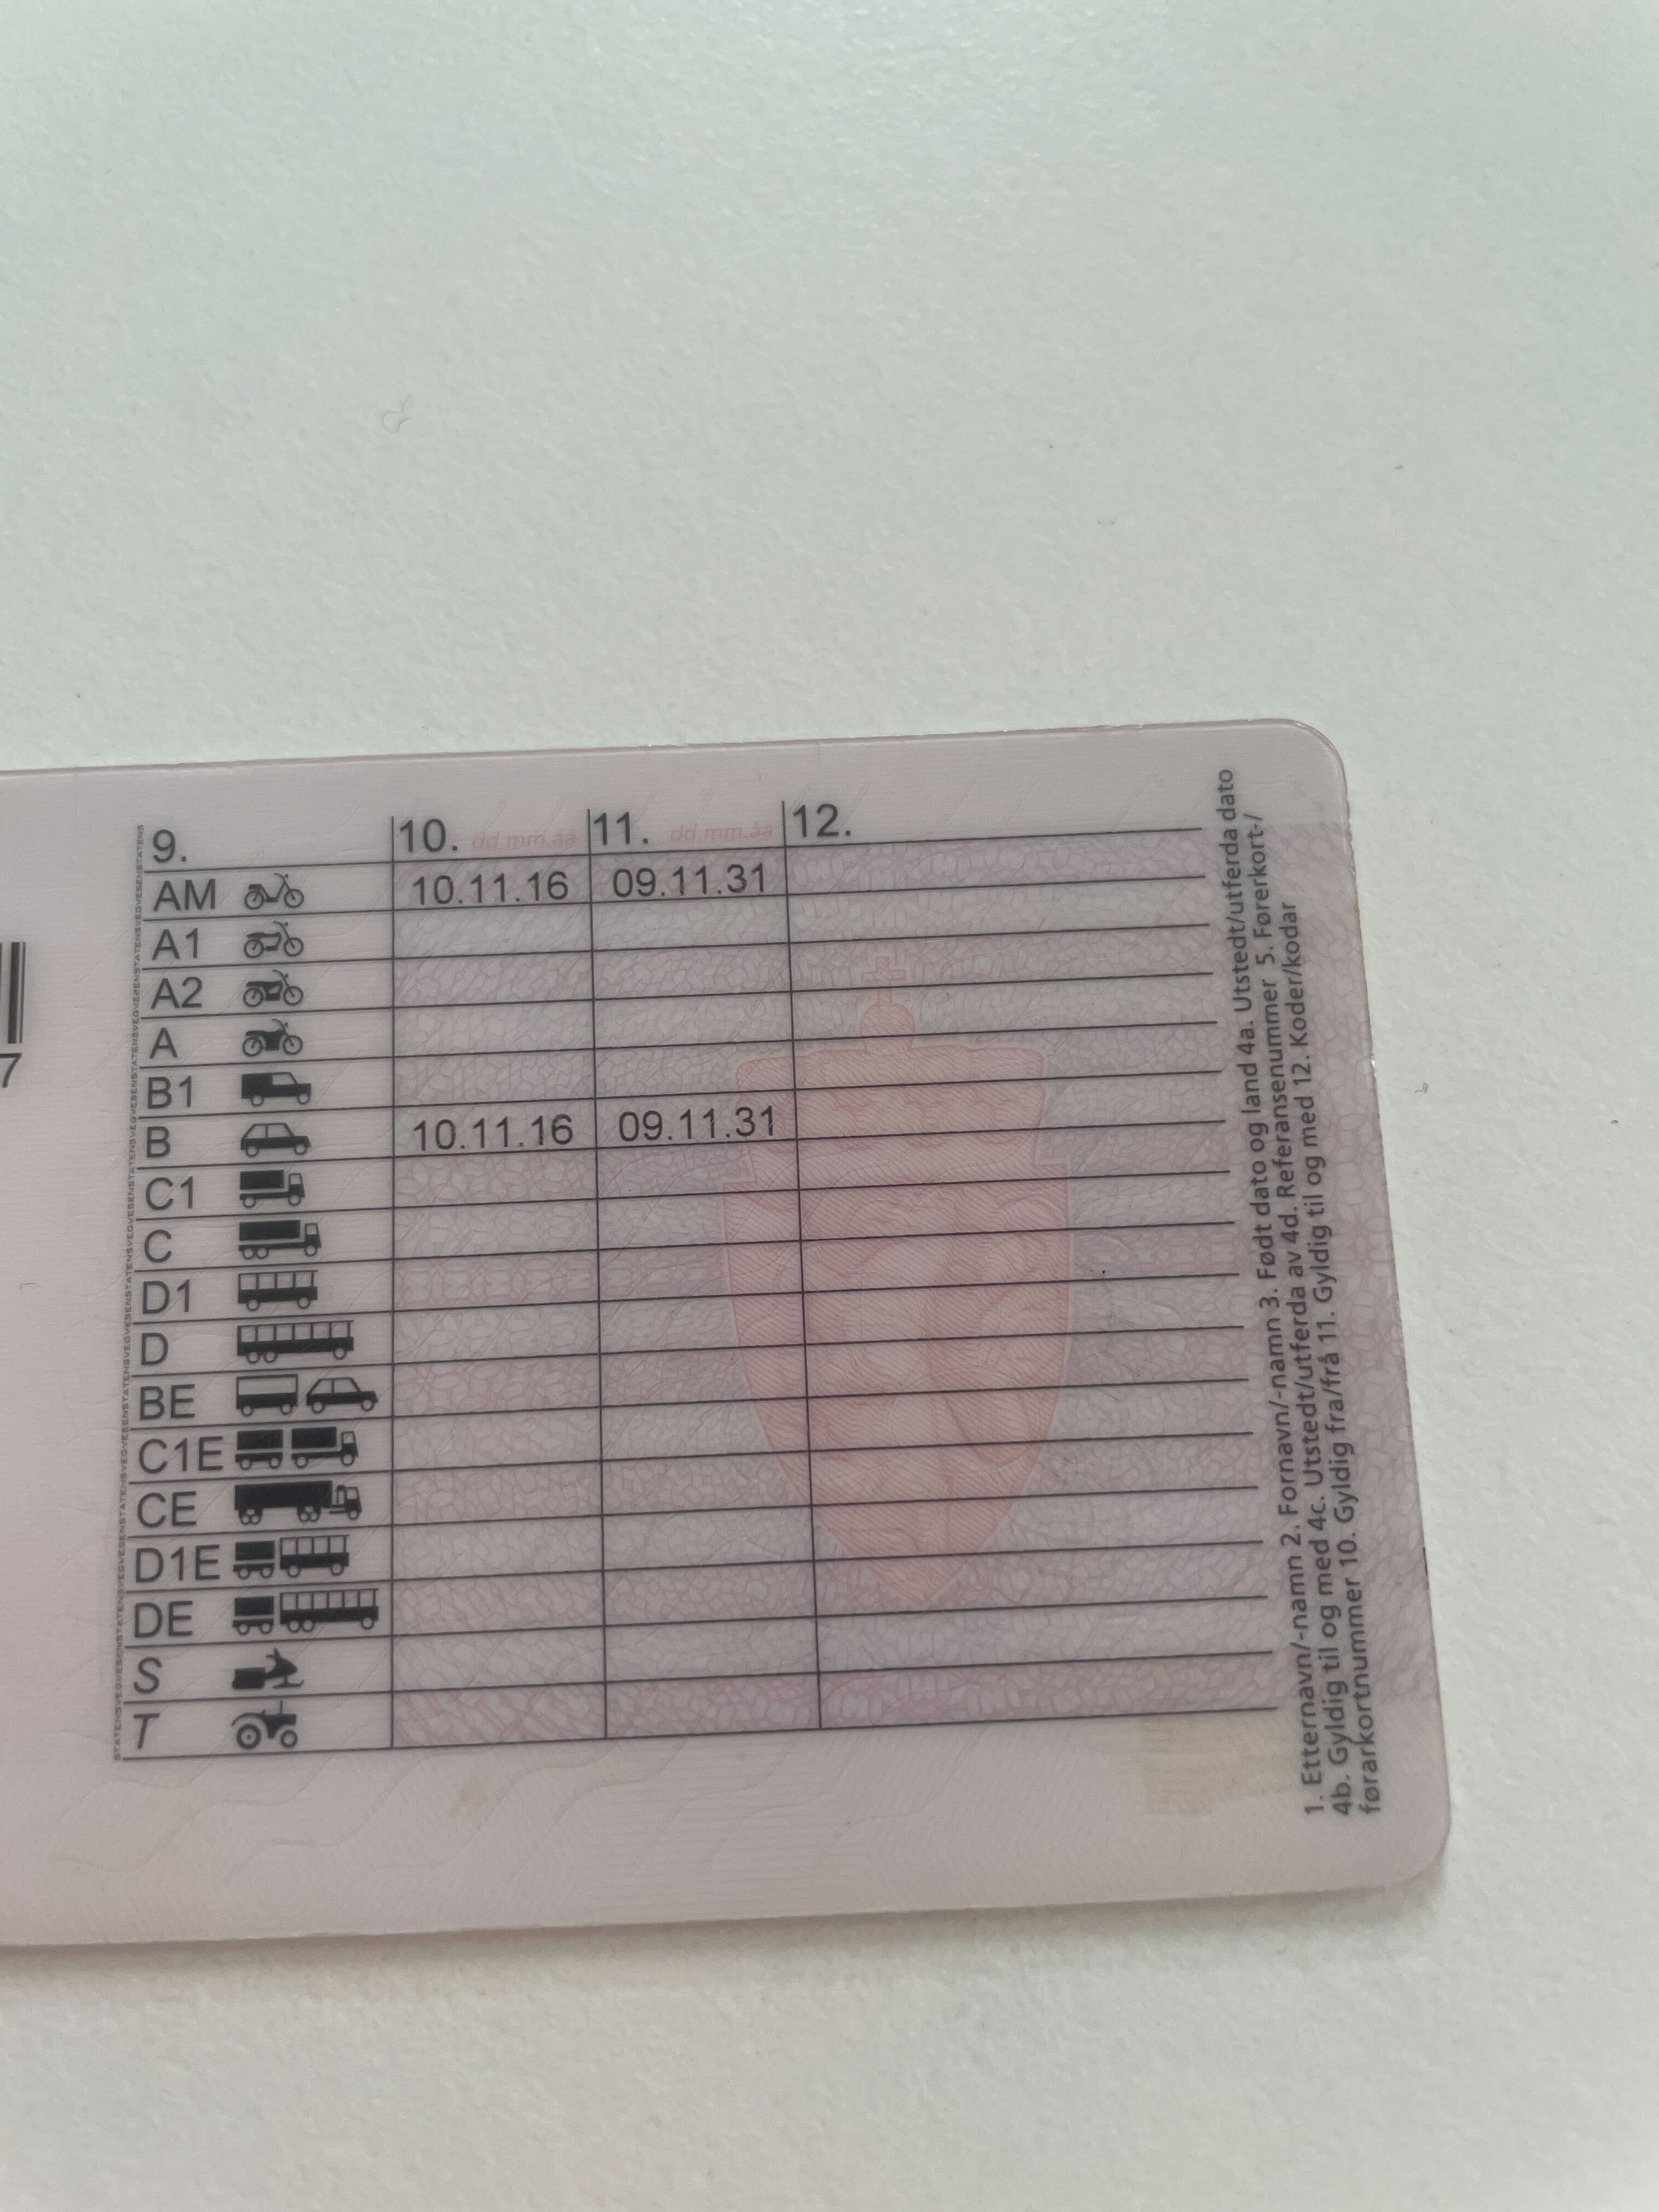 9. 10. dd.mm.åå 11. dd.mm.åå 12.
AM 10.11.16 09.11.31
A1
A2
A
B1
B 10.11.16 09.11.31
C1
C
D1
D
BE
C1E
CE
D1E
DE
S
T
7
1. Etternavn/-namn 2. Fornavn/-namn 3. Født dato og land 4a. Utstedt/utferda dato
4b. Gyldig til og med 4c. Utstedt/utferda av 4d. Referansenummer 5. Førerkort-/
førarkortnummer 10. Gyldig fra/frå 11. Gyldig til og med 12. Koder/kodar